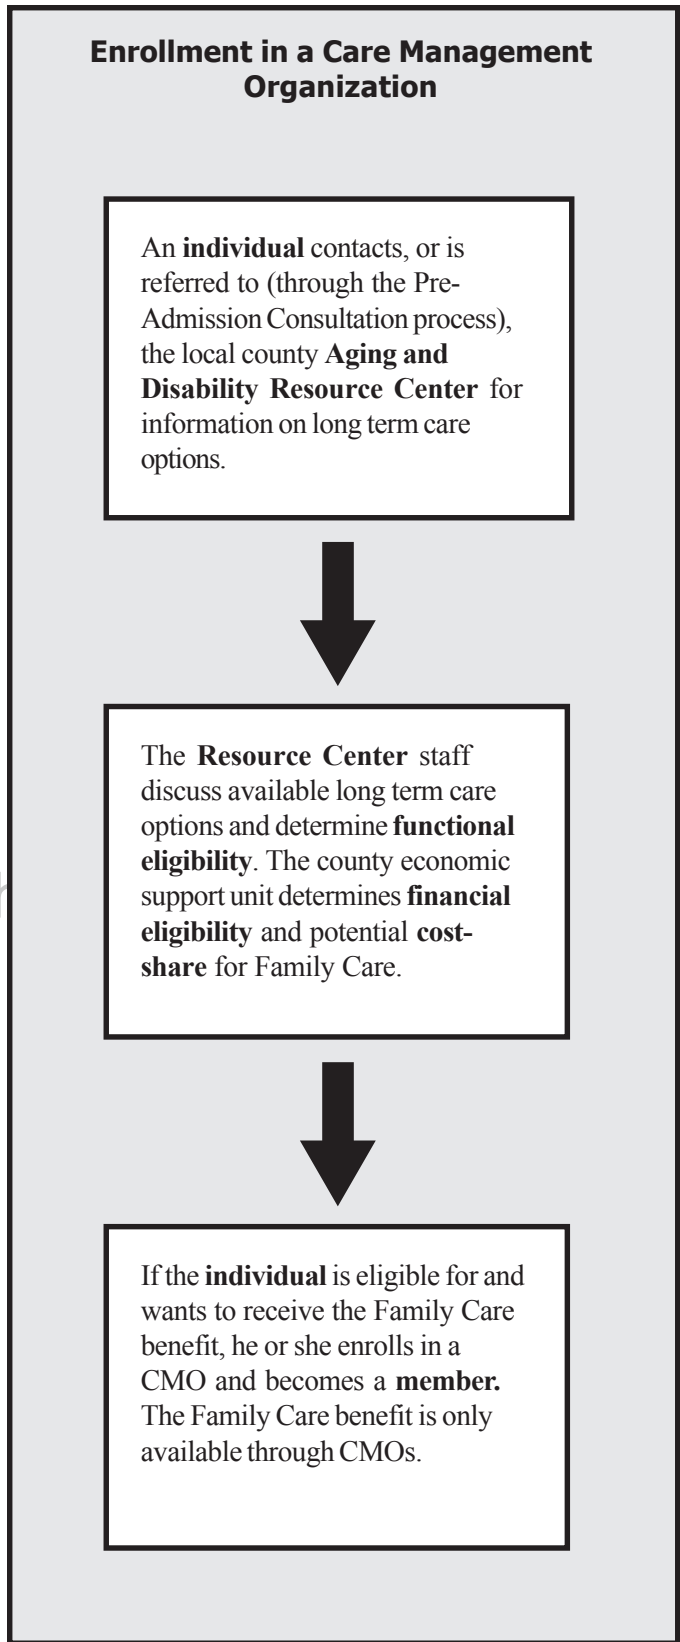 Enrollment in a Care Management
Organization
An individual contacts, or is
referred to (through the Pre-
Admission Consultation process),
the local county Aging and
Disability Resource Center for
information on long term care
options.
The Resource Center staff
discuss available long term care
options and determine functional
eligibility. The county economic
support unit determines financial
eligibility and potential cost-
share for Family Care.
If the individual is eligible for and
wants to receive the Family Care
benefit, he or she enrolls in a
CMO and becomes a member.
The Family Care benefit is only
available through CMOs.